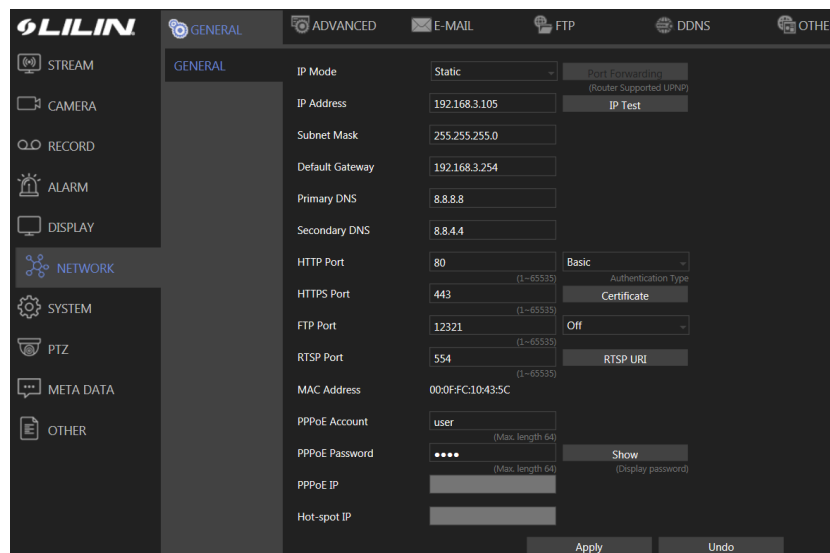 LILIN
GENERAL
ADVANCED
E-MAIL
FTP
DDNS
OTHE
STREAM
CAMERA
RECORD
ALARM
DISPLAY
NETWORK
SYSTEM
PTZ
META DATA
OTHER
GENERAL
IP Mode Static Port Forwarding
(Router Supported UPNP)
IP Address 192.168.3.105 IP Test
Subnet Mask 255.255.255.0
Default Gateway 192.168.3.254
Primary DNS 8.8.8.8
Secondary DNS 8.8.4.4
HTTP Port 80 Basic
(1~65535) Authentication Type
HTTPS Port 443 Certificate
(1~65535)
FTP Port 12321 Off
(1~65535)
RTSP Port 554 RTSP URI
(1~65535)
MAC Address 00:0F:FC:10:43:5C
PPPoE Account user
(Max. length 64)
PPPoE Password •••• Show
(Max. length 64) (Display password)
PPPoE IP
Hot-spot IP
Apply Undo